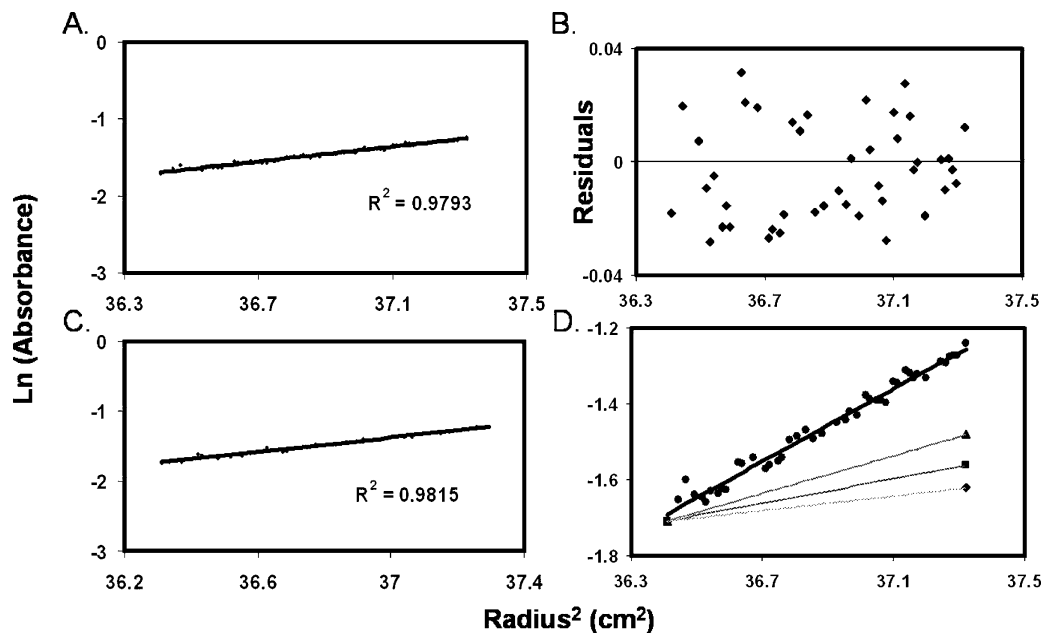 A.
0
-1
-2
-3
R² = 0.9793
36.3 36.7 37.1 37.5
B.
0.04
0
-0.04
Residuals
36.3 36.7 37.1 37.5
Ln (Absorbance)
C.
0
-1
-2
-3
R² = 0.9815
36.2 36.6 37 37.4
D.
-1.2
-1.4
-1.6
-1.8
36.3 36.7 37.1 37.5
Radius² (cm²)